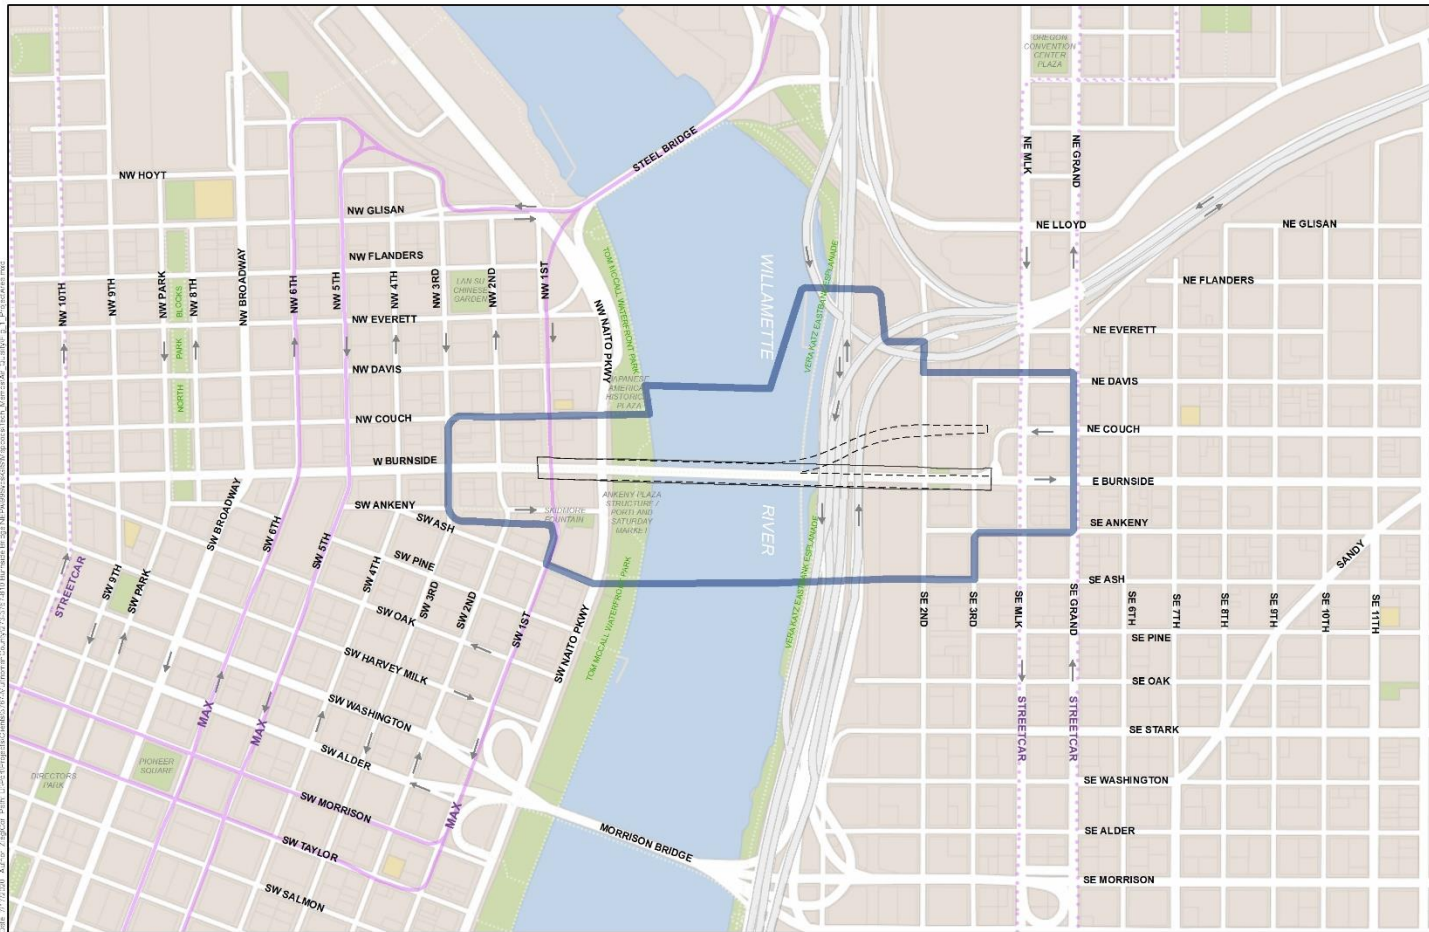 OREGON
CONVENTION
CENTER
PLAZA
STEEL BRIDGE
NE MLK
NE GRAND
NW HOYT
NW GLISAN
NE LLOYD
NE GLISAN
NW FLANDERS
NE FLANDERS
TOM MCCALL WATERFRONT PARK
WILLAMETTE
VERA KATZ EASTBANK ESPLANADE
LAN SU
CHINESE
GARDEN
NW 10TH
NW 9TH
NW PARK
BLOCKS
NW 8TH
NW BROADWAY
NW 6TH
NW 5TH
NW 4TH
NW 3RD
NW 2ND
NW 1ST
NW EVERETT
NW NAITO PKWY
NE EVERETT
PARK
NW DAVIS
NE DAVIS
JAPANESE
AMERICAN
HISTORICAL
PLAZA
NORTH
NW COUCH
NE COUCH
W BURNSIDE
E BURNSIDE
SW BROADWAY
SW 6TH
SW 5TH
SW ANKENY
SW ASH
SKIDMORE
FOUNTAIN
ANKENY PLAZA
STRUCTURE /
PORTLAND
SATURDAY
MARKET
RIVER
VERA KATZ EASTBANK ESPLANADE
SE ANKENY
SANDY
STREETCAR
SW 9TH
SW PARK
SW PINE
SW 4TH
SW 3RD
SW 2ND
SW OAK
SW 1ST
SW NAITO PKWY
TOM MCCALL WATERFRONT PARK
SE ASH
SE 2ND
SE 3RD
SE MLK
SE GRAND
SE 6TH
SE 7TH
SE 8TH
SE 9TH
SE 10TH
SE 11TH
SE PINE
SW HARVEY MILK
SE OAK
SW WASHINGTON
MAX
MAX
STREETCAR
STREETCAR
SE STARK
SW ALDER
PIONEER
SQUARE
DIRECTORS
PARK
SE WASHINGTON
SW MORRISON
MAX
MORRISON BRIDGE
SE ALDER
SW TAYLOR
SE MORRISON
SW SALMON